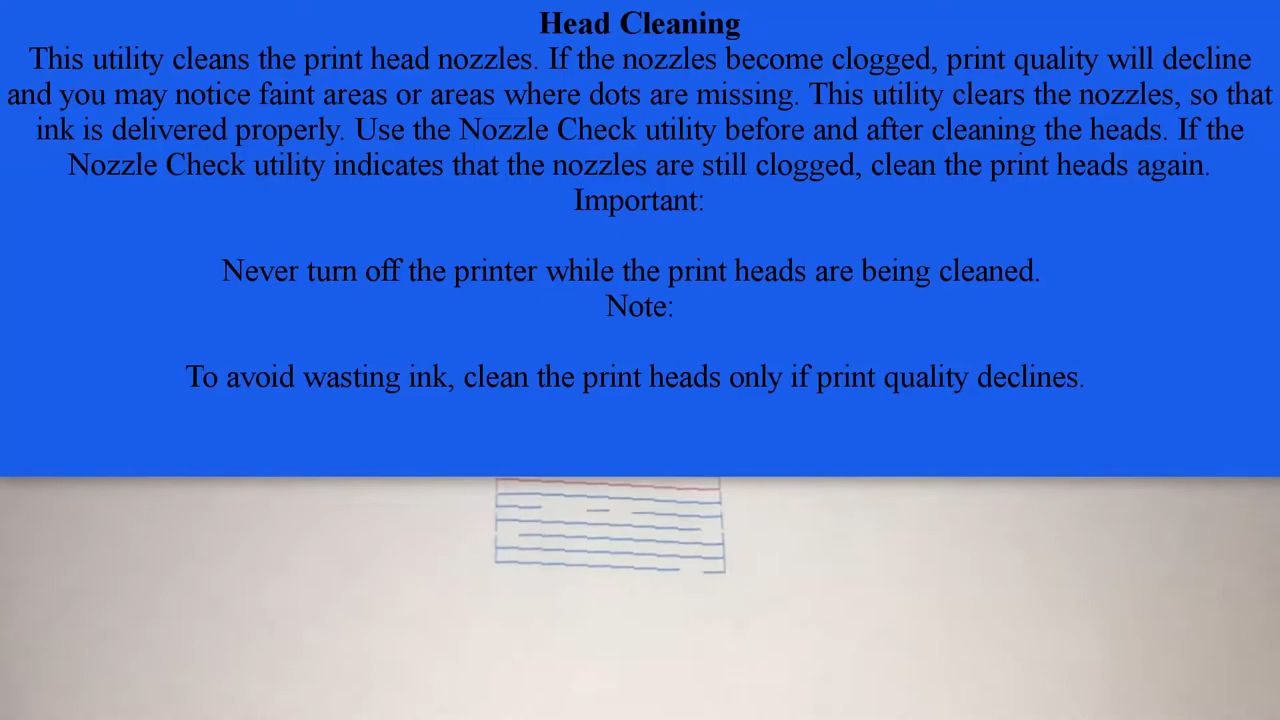 Head Cleaning
This utility cleans the print head nozzles. If the nozzles become clogged, print quality will decline
and you may notice faint areas or areas where dots are missing. This utility clears the nozzles, so that
ink is delivered properly. Use the Nozzle Check utility before and after cleaning the heads. If the
Nozzle Check utility indicates that the nozzles are still clogged, clean the print heads again.
Important:
Never turn off the printer while the print heads are being cleaned.
Note:
To avoid wasting ink, clean the print heads only if print quality declines.